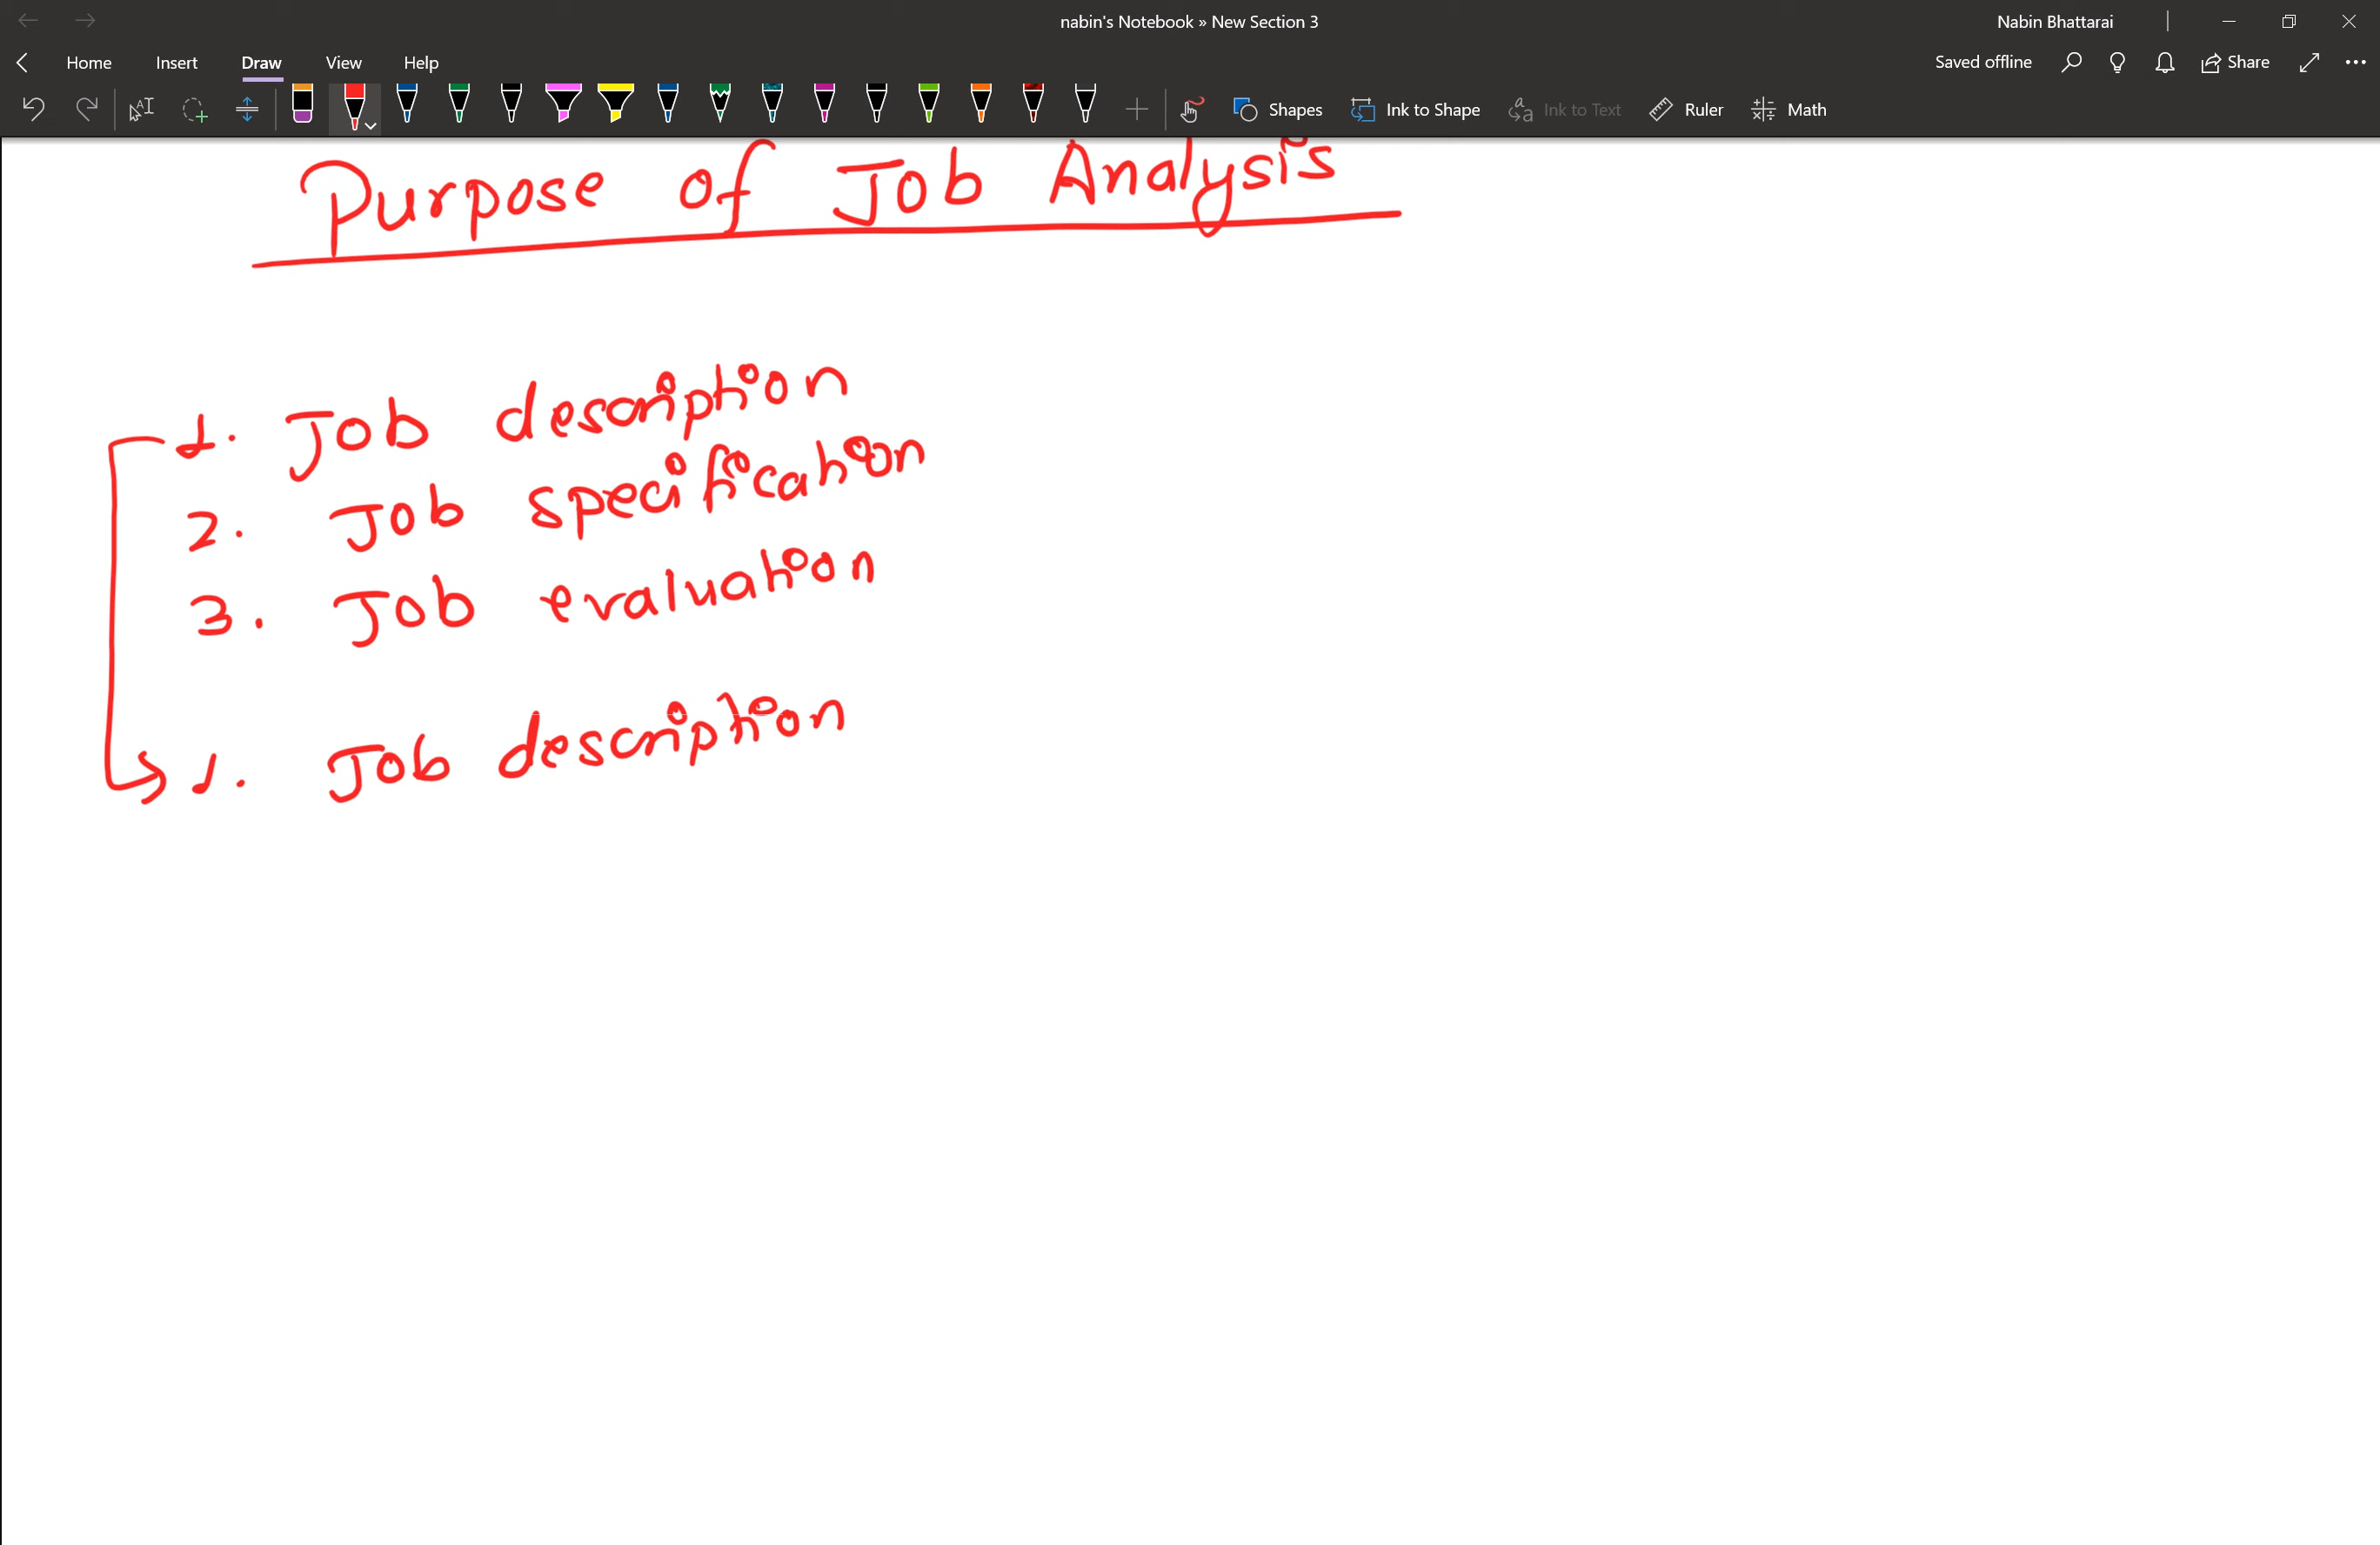 nabin's Notebook » New Section 3
Nabin Bhattarai
Home Insert Draw View Help
Saved offline
Share
Shapes Ink to Shape Ink to Text Ruler Math
Purpose of Job Analysis
1. Job description
2. Job specification
3. Job evaluation
1. Job description